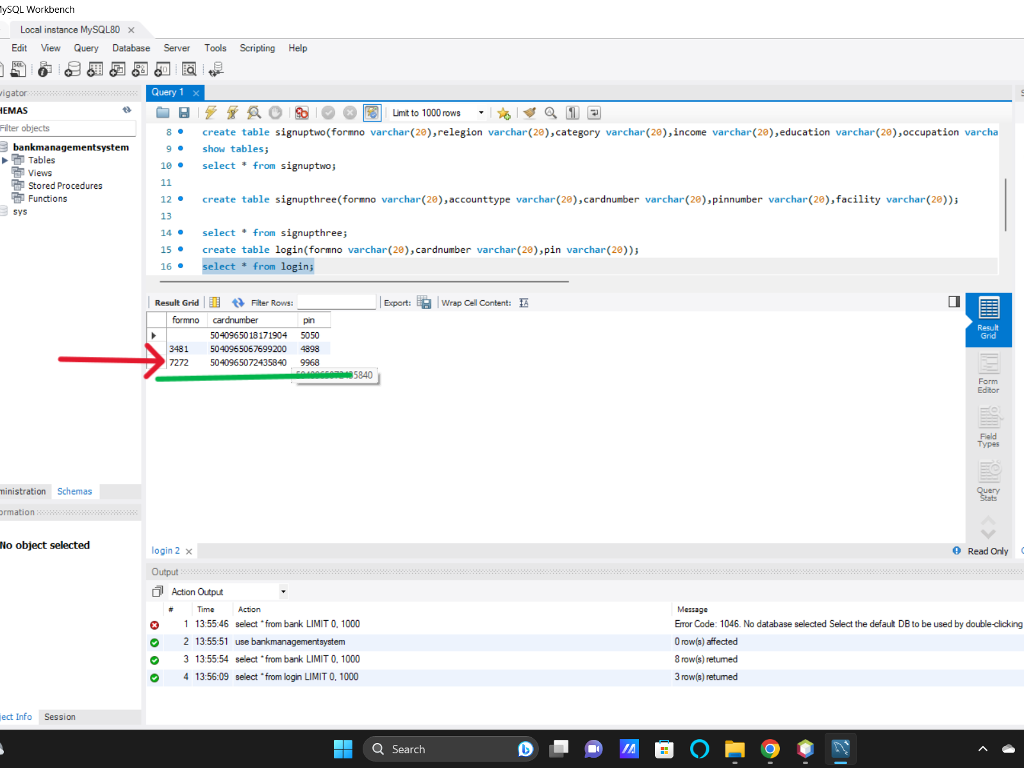 MySQL Workbench
Local instance MySQL80
Edit View Query Database Server Tools Scripting Help
vigator
HEMAS
Filter objects
bankmanagementsystem
Tables
Views
Stored Procedures
Functions
sys
ministration Schemas
ormation
No object selected
ject Info Session
Query 1
Limit to 1000 rows
8 create table signuptwo(formno varchar(20),relegion varchar(20),category varchar(20),income varchar(20),education varchar(20),occupation varcha
9 show tables;
10 select * from signuptwo;
11
12 create table signupthree(formno varchar(20),accounttype varchar(20),cardnumber varchar(20),pinnumber varchar(20),facility varchar(20));
13
14 select * from signupthree;
15 create table login(formno varchar(20),cardnumber varchar(20),pin varchar(20));
16 select * from login;
Result Grid Filter Rows: Export: Wrap Cell Content: IA
formno cardnumber pin
5040965018171904 5050
3481 5040965067699200 4898
7272 5040965072435840 9968
5040965072435840
Result
Grid
Form
Editor
Field
Types
Query
Stats
login 2
Read Only
Output
Action Output
# Time Action Message
1 13:55:46 select * from bank LIMIT 0, 1000 Error Code: 1046. No database selected Select the default DB to be used by double-clicking
2 13:55:51 use bankmanagementsystem 0 row(s) affected
3 13:55:54 select * from bank LIMIT 0, 1000 8 row(s) returned
4 13:56:09 select * from login LIMIT 0, 1000 3 row(s) returned
Search